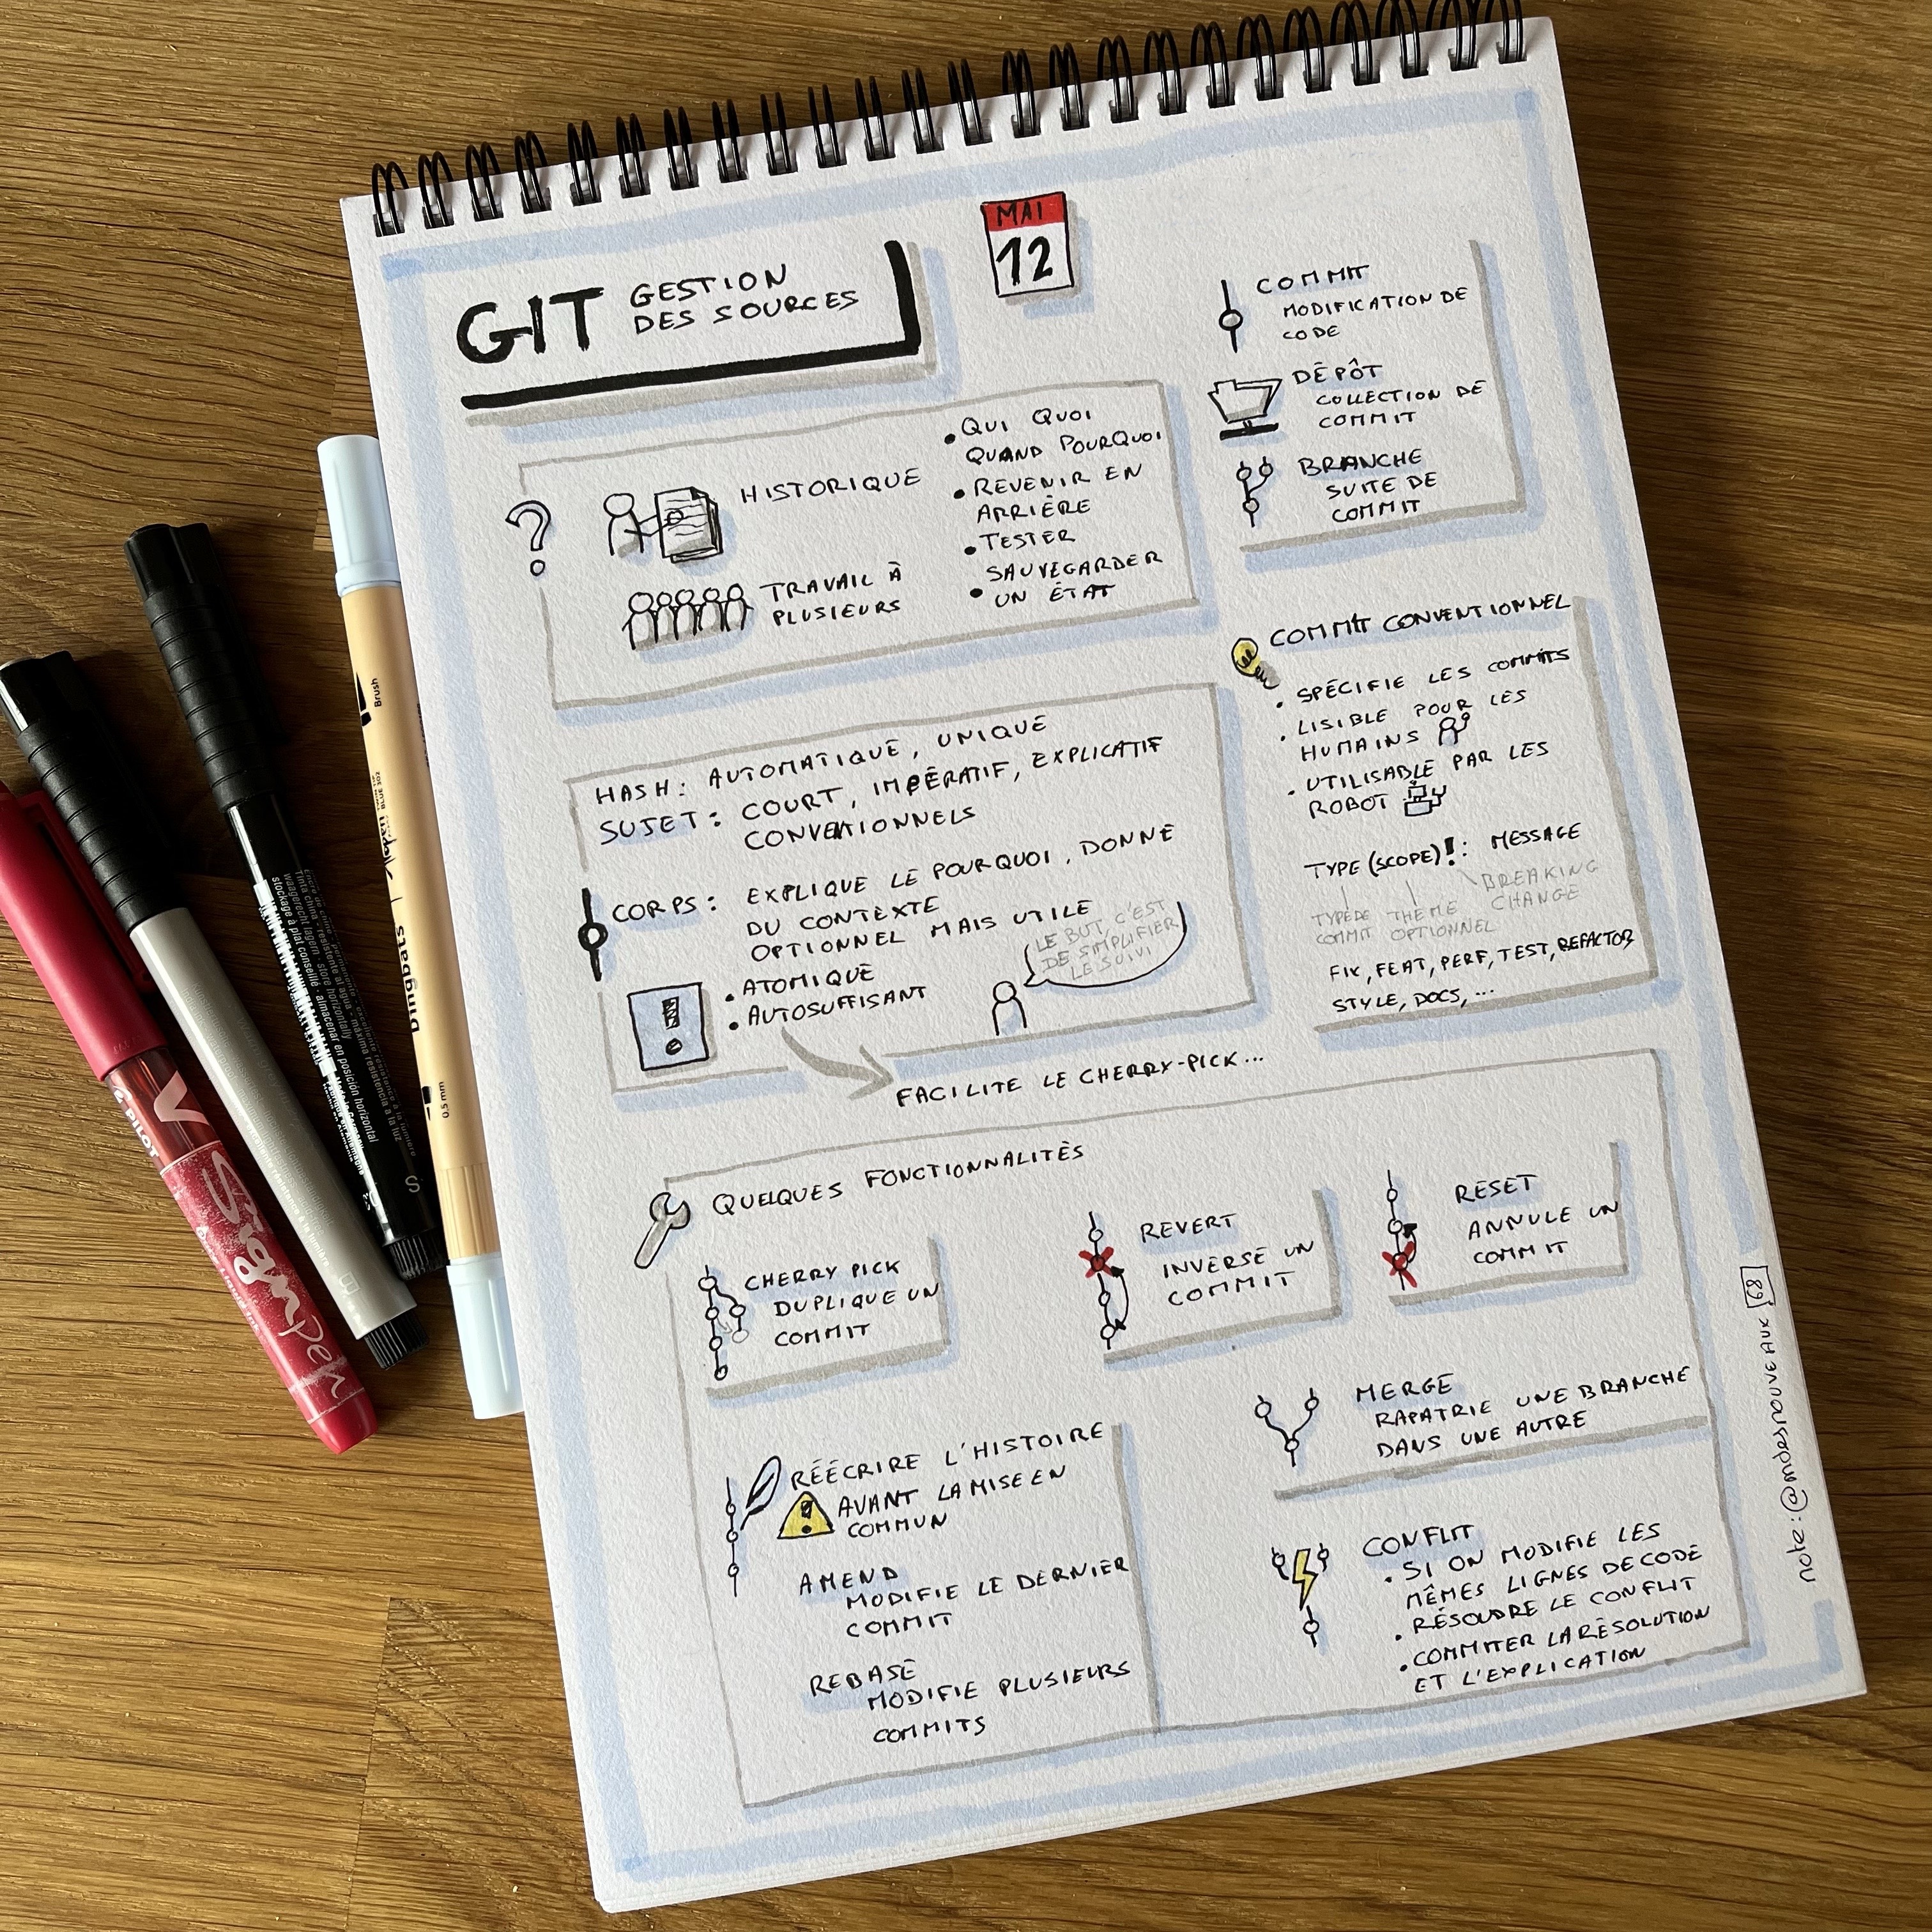 MAI
12
GIT GESTION
DES SOURCES
HISTORIQUE
TRAVAIL À
PLUSIEURS
• QUI QUOI
QUAND POURQUOI
• REVENIR EN
ARRIÈRE
• TESTER
• SAUVEGARDER
UN ÉTAT
COMMIT
MODIFICATION DE
CODE
DÉPÔT
COLLECTION DE
COMMIT
BRANCHE
SUITE DE
COMMIT
HASH: AUTOMATIQUE, UNIQUE
SUJET: COURT, IMPÉRATIF, EXPLICATIF
CONVENTIONNELS
CORPS: EXPLIQUE LE POURQUOI, DONNE
DU CONTEXTE
OPTIONNEL MAIS UTILE
• ATOMIQUE
• AUTOSUFFISANT
LE BUT, C'EST
DE SIMPLIFIER
LE SUIVI
FACILITE LE CHERRY-PICK...
COMMIT CONVENTIONNEL
• SPÉCIFIE LES COMMITS
• LISIBLE POUR LES
HUMAINS
• UTILISABLE PAR LES
ROBOT
TYPE (SCOPE)!: MESSAGE
TYPE DE
COMMIT
THÈME
OPTIONNEL
BREAKING
CHANGE
FIX, FEAT, PERF, TEST, REFACTOR
STYLE, DOCS, ...
QUELQUES FONCTIONNALITÉS
CHERRY PICK
DUPLIQUE UN
COMMIT
REVERT
INVERSE UN
COMMIT
RESET
ANNULE UN
COMMIT
RÉÉCRIRE L'HISTOIRE
AVANT LA MISE EN
COMMUN
AMEND
MODIFIE LE DERNIER
COMMIT
REBASE
MODIFIE PLUSIEURS
COMMITS
MERGE
RAPATRIE UNE BRANCHE
DANS UNE AUTRE
CONFLIT
• SI ON MODIFIE LES
MÊMES LIGNES DE CODE
• RÉSOUDRE LE CONFLIT
• COMMITER LA RÉSOLUTION
ET L'EXPLICATION
note: @mdesnouveaux
68
Brush
Dingbats
0.5 mm
PILOT
V
Signpen
S
B